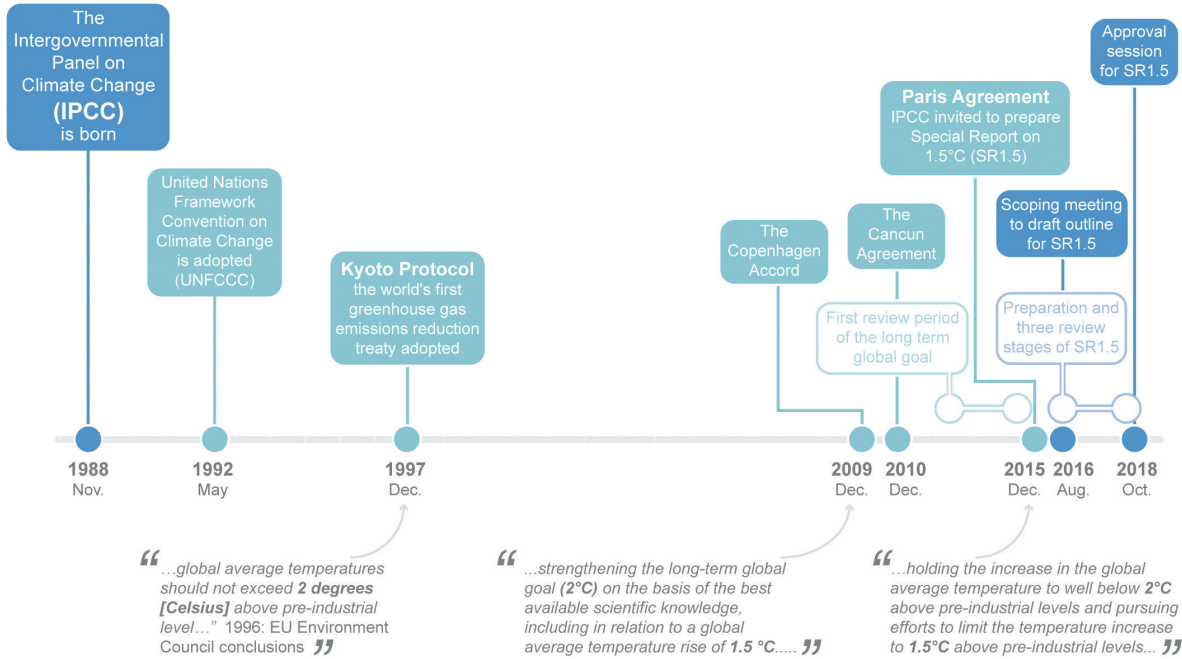 The
Intergovernmental
Panel on
Climate Change
(IPCC)
is born
United Nations
Framework
Convention on
Climate Change
is adopted
(UNFCCC)
Kyoto Protocol
the world's first
greenhouse gas
emissions reduction
treaty adopted
The
Copenhagen
Accord
The
Cancun
Agreement
First review period
of the long term
global goal
Paris Agreement
IPCC invited to prepare
Special Report on
1.5°C (SR1.5)
Scoping meeting
to draft outline
for SR1.5
Preparation and
three review
stages of SR1.5
Approval
session
for SR1.5
1988
Nov.
1992
May
1997
Dec.
2009
Dec.
2010
Dec.
2015
Dec.
2016
Aug.
2018
Oct.
“
...global average temperatures
should not exceed 2 degrees
[Celsius] above pre-industrial
level...” 1996: EU Environment
Council conclusions ”
“
...strengthening the long-term global
goal (2°C) on the basis of the best
available scientific knowledge,
including in relation to a global
average temperature rise of 1.5 °C..... ”
“
...holding the increase in the global
average temperature to well below 2°C
above pre-industrial levels and pursuing
efforts to limit the temperature increase
to 1.5°C above pre-industrial levels... ”